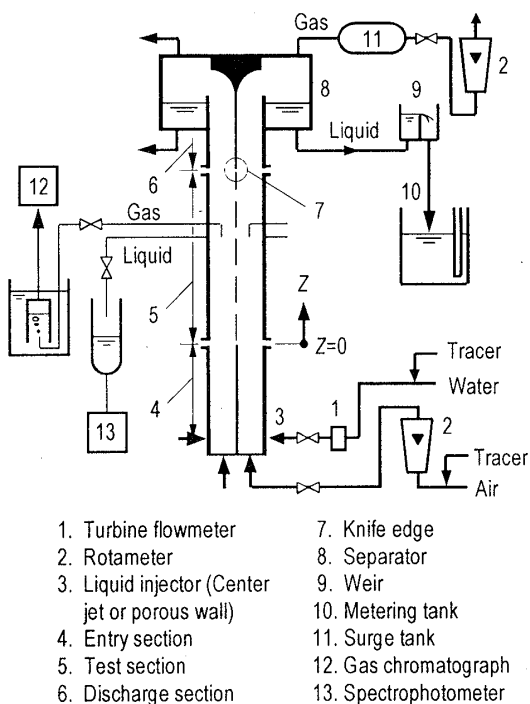 Gas
11
2
8
9
Liquid
6
10
12
7
Gas
Liquid
Z
5
Z=0
Tracer
Water
4
3
1
2
13
Tracer
Air
1. Turbine flowmeter
2. Rotameter
3. Liquid injector (Center
jet or porous wall)
4. Entry section
5. Test section
6. Discharge section
7. Knife edge
8. Separator
9. Weir
10. Metering tank
11. Surge tank
12. Gas chromatograph
13. Spectrophotometer